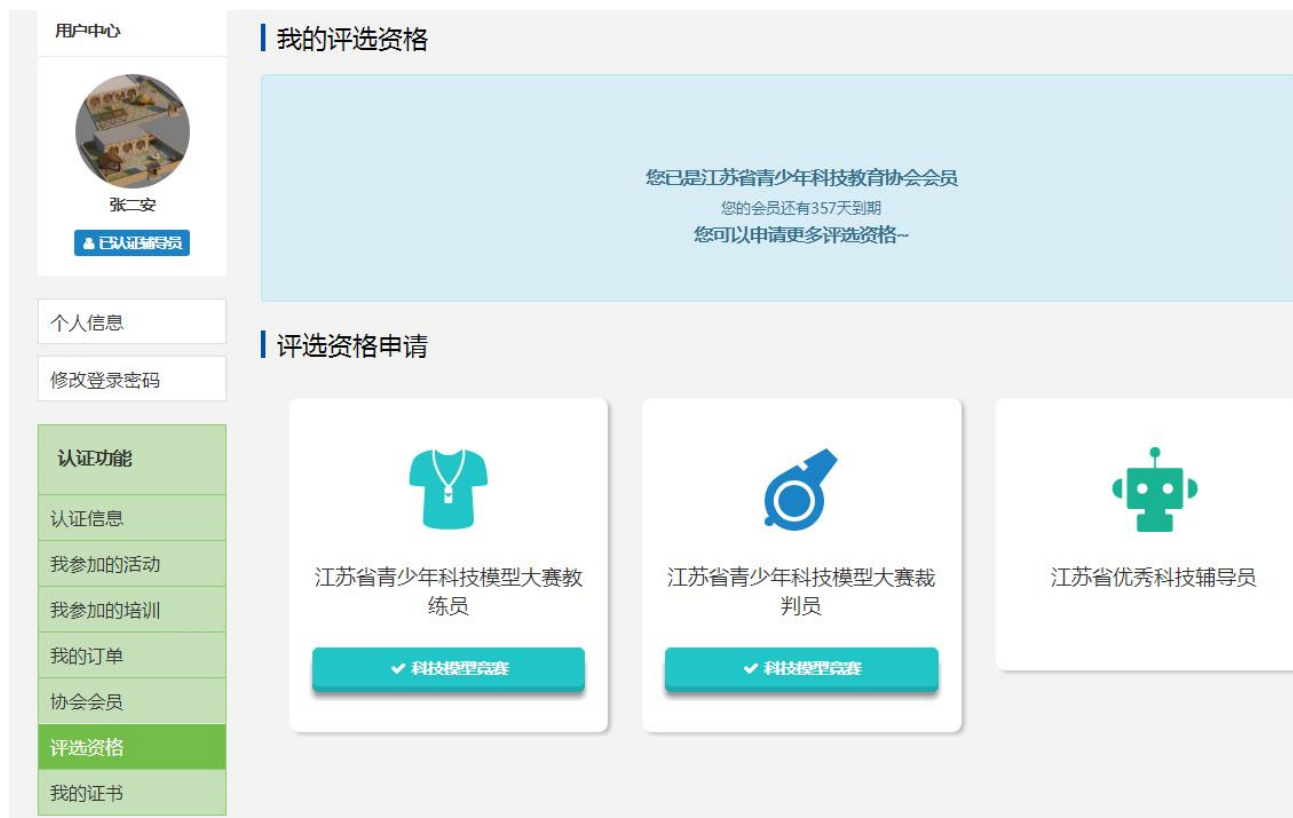 用户中心
张二安
已认证辅导员
个人信息
修改登录密码
认证功能
认证信息
我参加的活动
我参加的培训
我的订单
协会会员
评选资格
我的证书
我的评选资格
您已是江苏省青少年科技教育协会会员
您的会员还有357天到期
您可以申请更多评选资格~
评选资格申请
江苏省青少年科技模型大赛教
练员
科技模型竞赛
江苏省青少年科技模型大赛裁
判员
科技模型竞赛
江苏省优秀科技辅导员